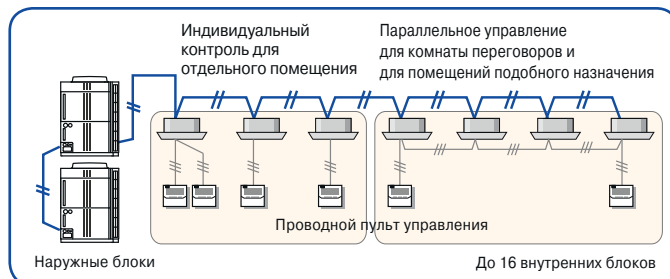 Индивидуальный
контроль для
отдельного помещения
Параллельное управление
для комнаты переговоров и
для помещений подобного назначения
Проводной пульт управления
Наружные блоки
До 16 внутренних блоков